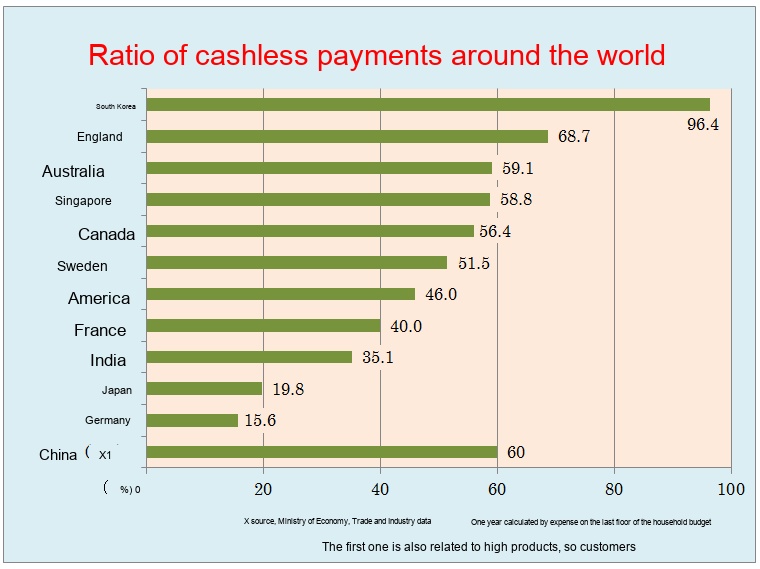 Ratio of cashless payments around the world
South Korea
96.4
England 68.7
Australia 59.1
Singapore 58.8
Canada 56.4
Sweden 51.5
America 46.0
France 40.0
India 35.1
Japan 19.8
Germany 15.6
China ( X1 60
( %) 0 20 40 60 80 100
X source, Ministry of Economy, Trade and Industry data One year calculated by expense on the last floor of the household budget
The first one is also related to high products, so customers